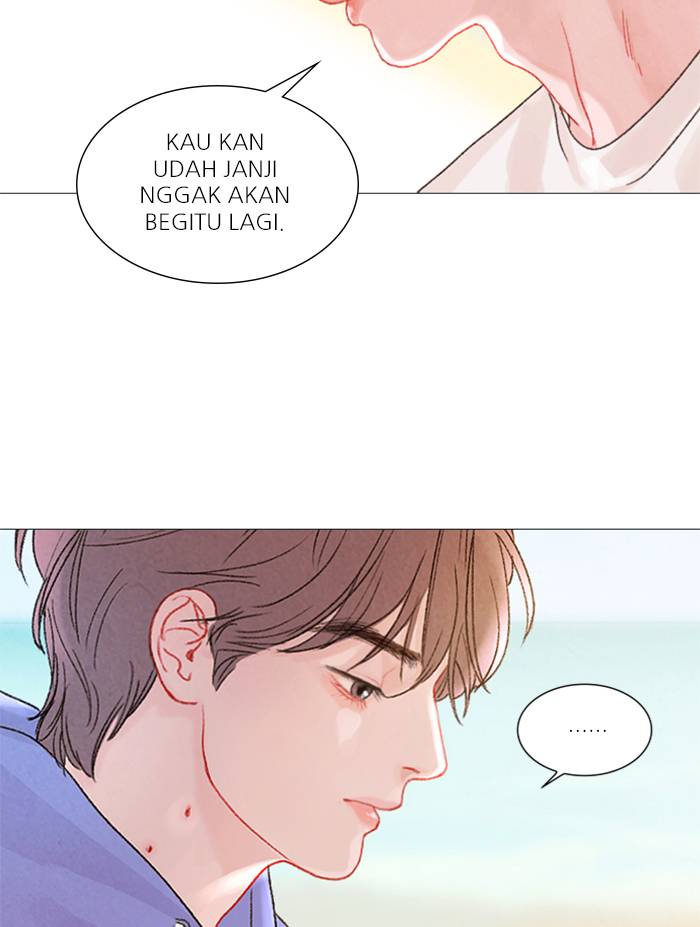 KAU KAN
UDAH JANJI
NGGAK AKAN
BEGITU LAGI.
......